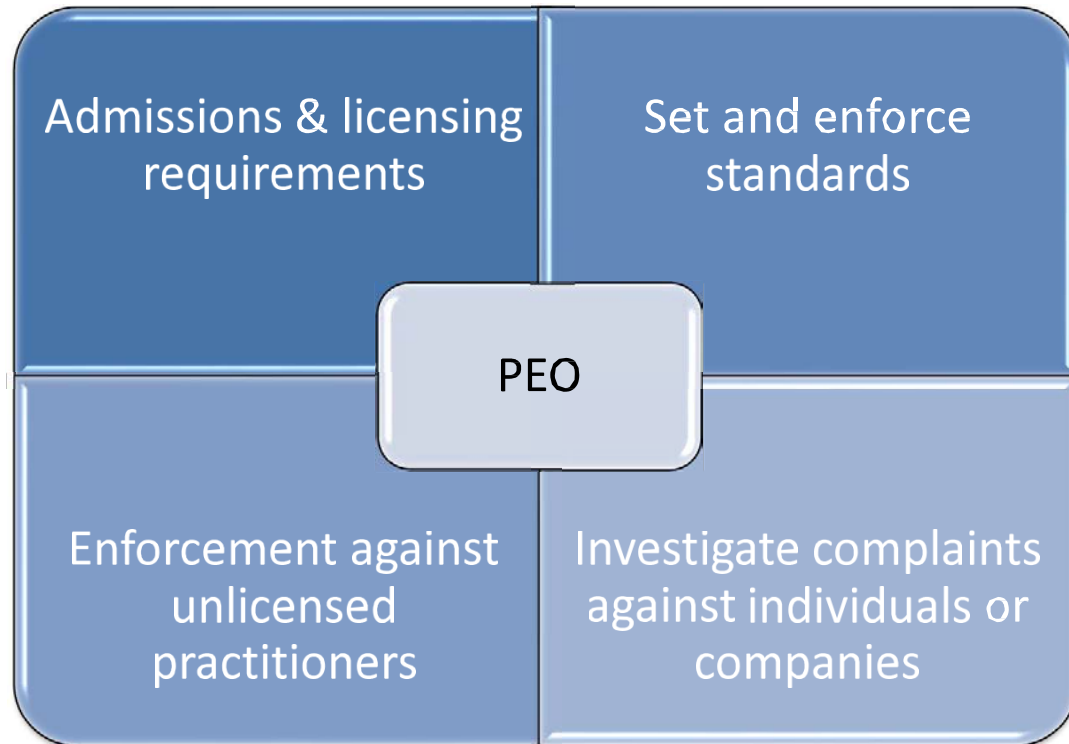 Admissions & licensing
requirements
Set and enforce
standards
PEO
Enforcement against
unlicensed
practitioners
Investigate complaints
against individuals or
companies